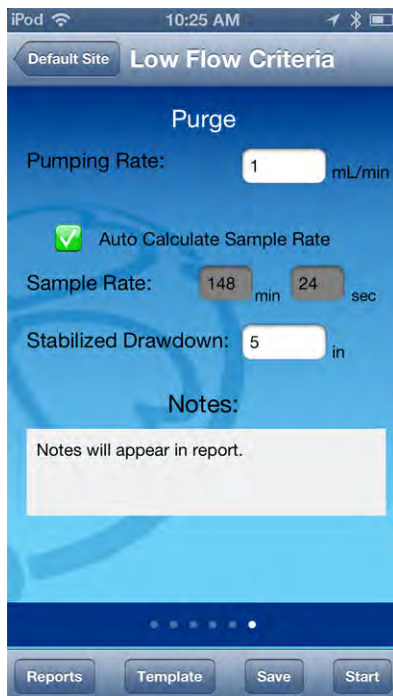 iPod 10:25 AM
Default Site Low Flow Criteria
Purge
Pumping Rate: 1 mL/min
Auto Calculate Sample Rate
Sample Rate: 148 min 24 sec
Stabilized Drawdown: 5 in
Notes:
Notes will appear in report.
Reports Template Save Start